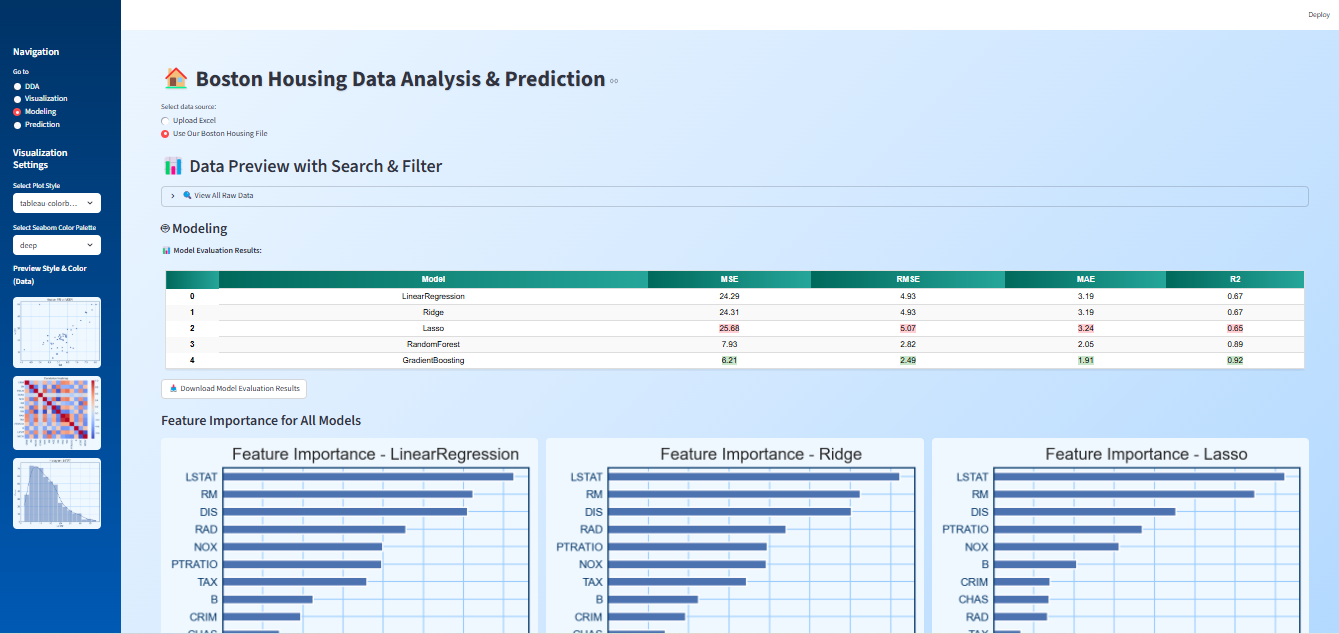 Deploy
Navigation
Go to
DDA
Visualization
Modeling
Prediction
Visualization
Settings
Select Plot Style
tableau colorb...
Select Seaborn Color Palette
deep
Preview Style & Color
(Data)
Boston Housing Data Analysis & Prediction
Select data source:
Upload Excel
Use Our Boston Housing File
Data Preview with Search & Filter
View All Raw Data
Modeling
Model Evaluation Results:
Model MSE RMSE MAE R2
0 LinearRegression 24.29 4.93 3.19 0.67
1 Ridge 24.31 4.93 3.19 0.67
2 Lasso 25.68 5.07 3.24 0.65
3 RandomForest 7.93 2.82 2.05 0.89
4 GradientBoosting 6.21 2.49 1.91 0.92
Download Model Evaluation Results
Feature Importance for All Models
Feature Importance - LinearRegression
LSTAT
RM
DIS
RAD
NOX
PTRATIO
TAX
B
CRIM
CHAS
Feature Importance - Ridge
LSTAT
RM
DIS
RAD
PTRATIO
NOX
TAX
B
CRIM
CHAS
Feature Importance - Lasso
LSTAT
RM
DIS
PTRATIO
NOX
B
CRIM
CHAS
RAD
TAX